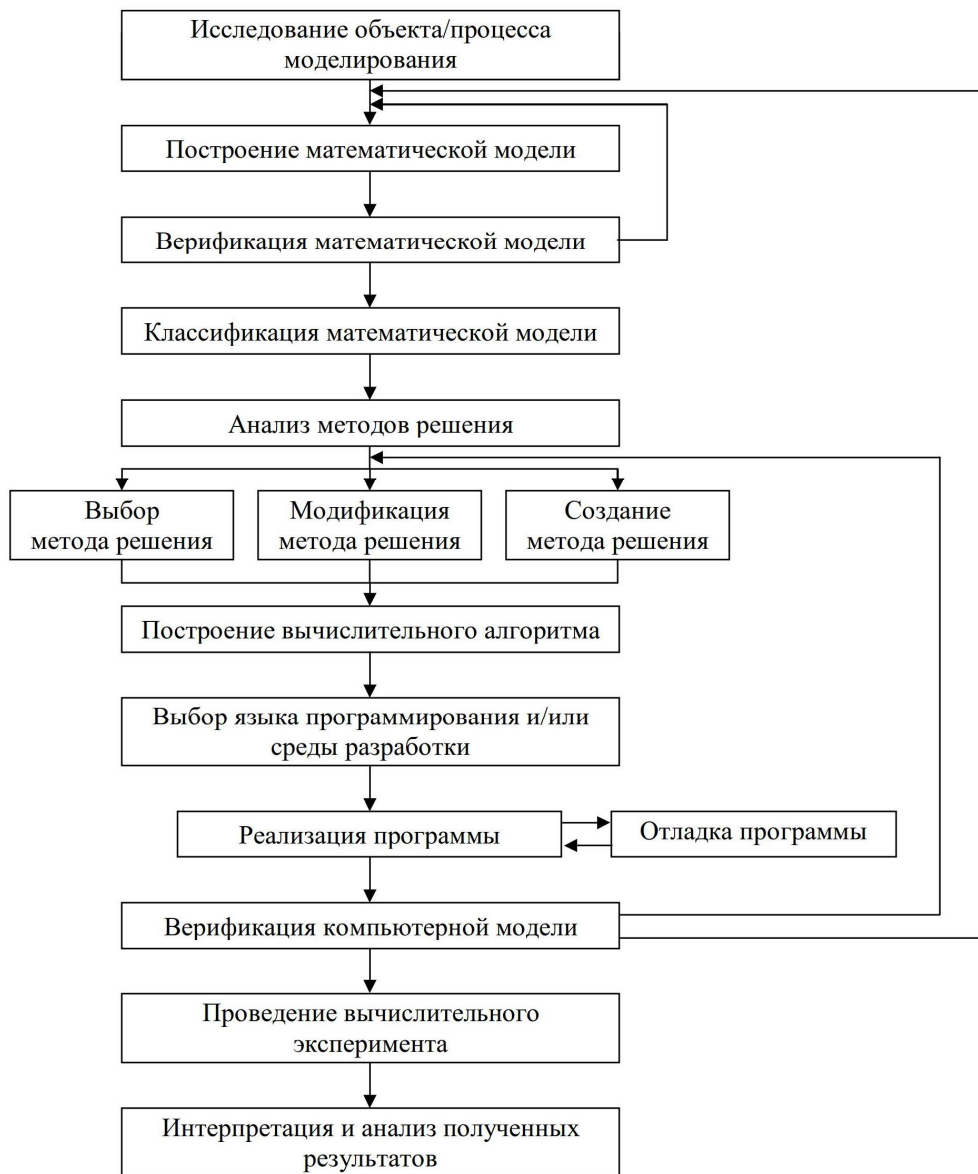 Исследование объекта/процесса
моделирования
Построение математической модели
Верификация математической модели
Классификация математической модели
Анализ методов решения
Выбор
метода решения
Модификация
метода решения
Создание
метода решения
Построение вычислительного алгоритма
Выбор языка программирования и/или
среды разработки
Реализация программы
Отладка программы
Верификация компьютерной модели
Проведение вычислительного
эксперимента
Интерпретация и анализ полученных
результатов